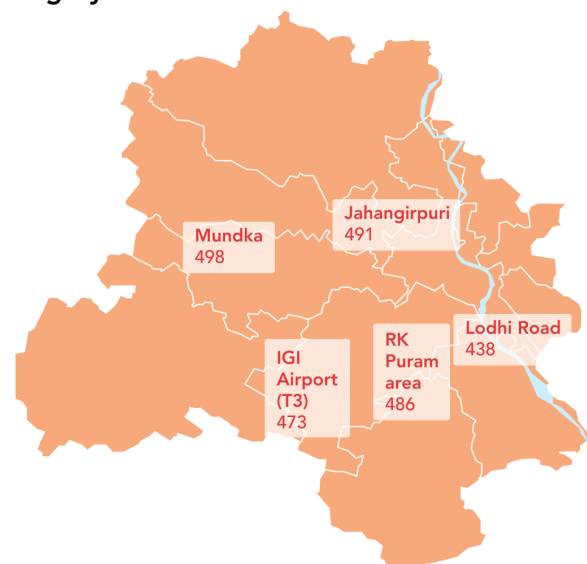 Jahangirpuri
491
Mundka
498
Lodhi Road
438
RK
Puram
area
486
IGI
Airport
(T3)
473